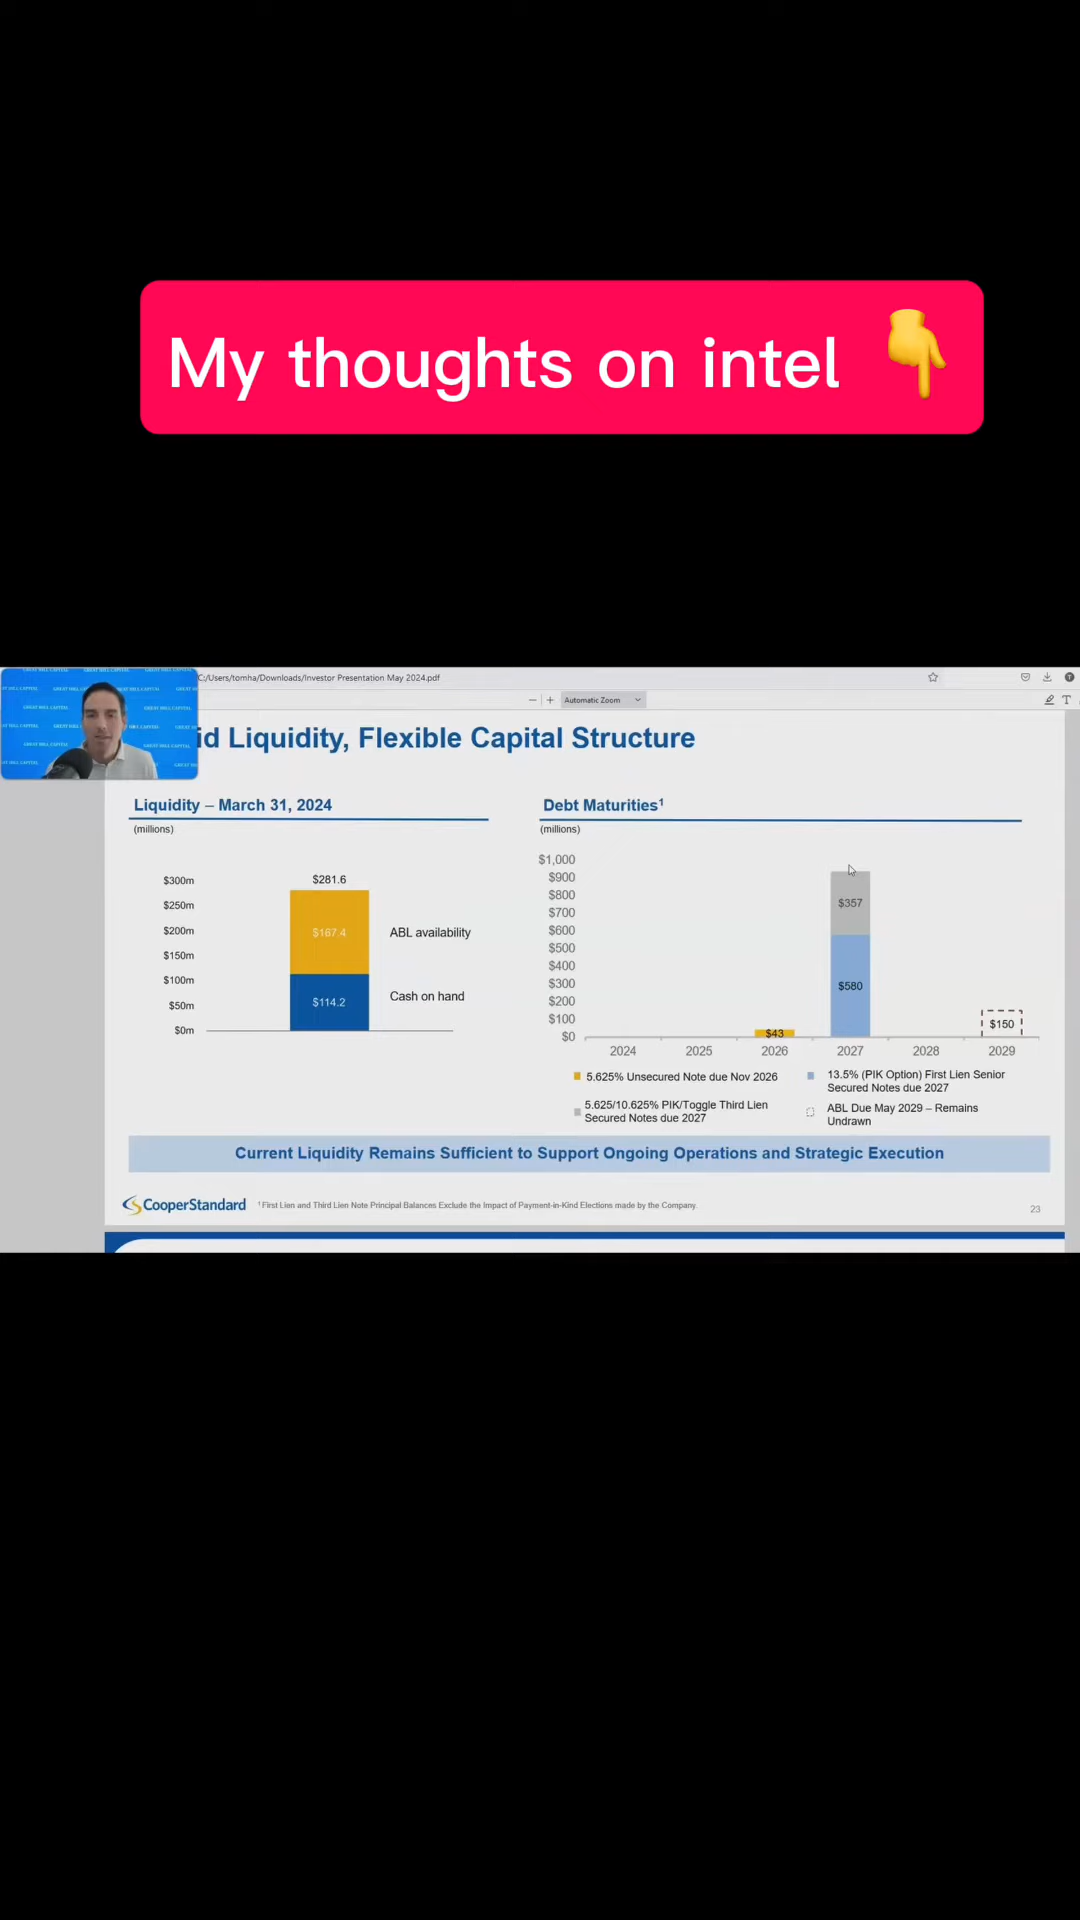 My thoughts on intel 👇
C:/Users/tomha/Downloads/Investor Presentation May 2024.pdf
Automatic Zoom
GREAT HILL CAPITAL
id Liquidity, Flexible Capital Structure
Liquidity – March 31, 2024
(millions)
$300m
$250m
$200m
$150m
$100m
$50m
$0m
$281.6
$167.4
$114.2
ABL availability
Cash on hand
Debt Maturities¹
(millions)
$1,000
$900
$800
$700
$600
$500
$400
$300
$200
$100
$0
$43
$357
$580
$150
2024 2025 2026 2027 2028 2029
5.625% Unsecured Note due Nov 2026
13.5% (PIK Option) First Lien Senior
Secured Notes due 2027
5.625/10.625% PIK/Toggle Third Lien
Secured Notes due 2027
ABL Due May 2029 – Remains
Undrawn
Current Liquidity Remains Sufficient to Support Ongoing Operations and Strategic Execution
CooperStandard
¹ First Lien and Third Lien Note Principal Balances Exclude the Impact of Payment-in-Kind Elections made by the Company.
23